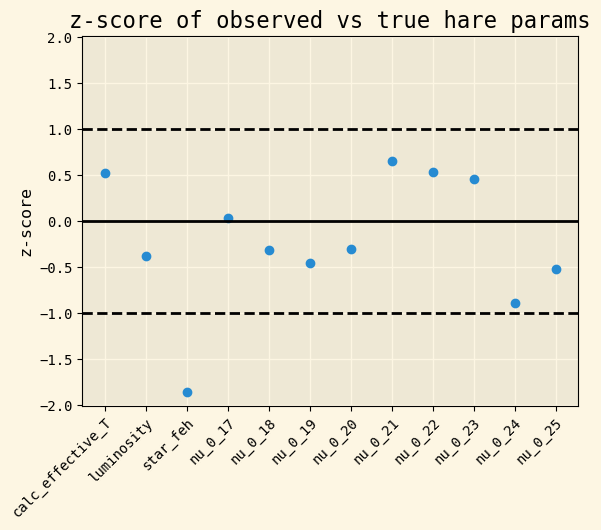 z-score of observed vs true hare params
z-score
2.0
1.5
1.0
0.5
0.0
−0.5
−1.0
−1.5
−2.0
calc_effective_T
luminosity
star_feh
nu_0_17
nu_0_18
nu_0_19
nu_0_20
nu_0_21
nu_0_22
nu_0_23
nu_0_24
nu_0_25